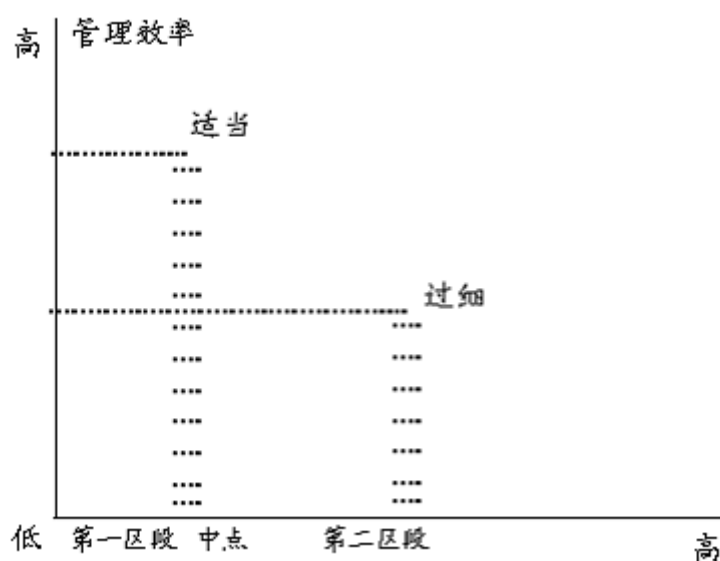 高 管理效率
适当
过细
低 第一区段 中点 第二区段 高